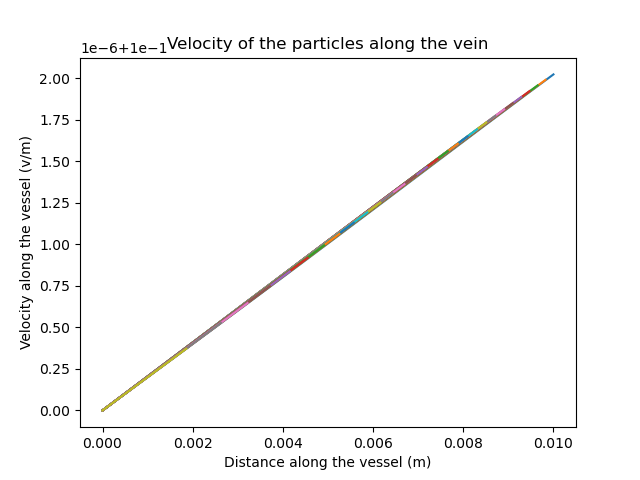 Velocity of the particles along the vein
1e−6+1e−1
2.00
1.75
1.50
1.25
1.00
0.75
0.50
0.25
0.00
Velocity along the vessel (v/m)
0.000 0.002 0.004 0.006 0.008 0.010
Distance along the vessel (m)